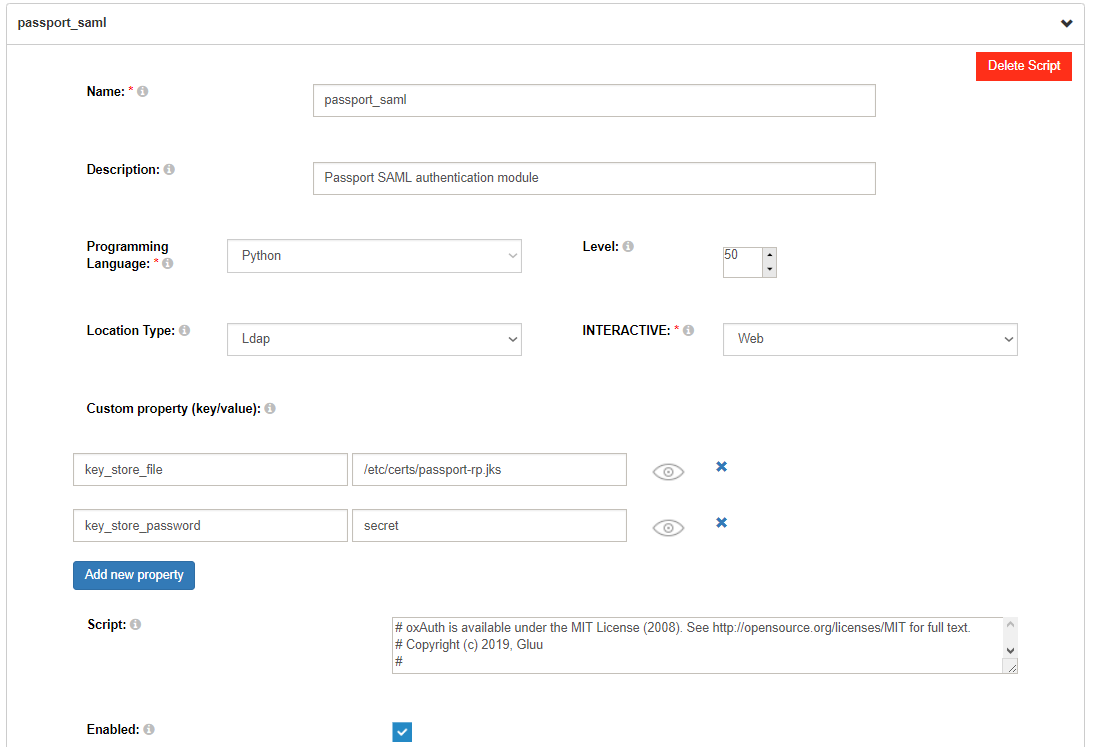 passport_saml
Delete Script
Name: *
passport_saml
Description:
Passport SAML authentication module
Programming
Language: *
Python
Level:
50
Location Type:
Ldap
INTERACTIVE: *
Web
Custom property (key/value):
key_store_file
/etc/certs/passport-rp.jks
key_store_password
secret
Add new property
Script:
# oxAuth is available under the MIT License (2008). See http://opensource.org/licenses/MIT for full text.
# Copyright (c) 2019, Gluu
#
Enabled: